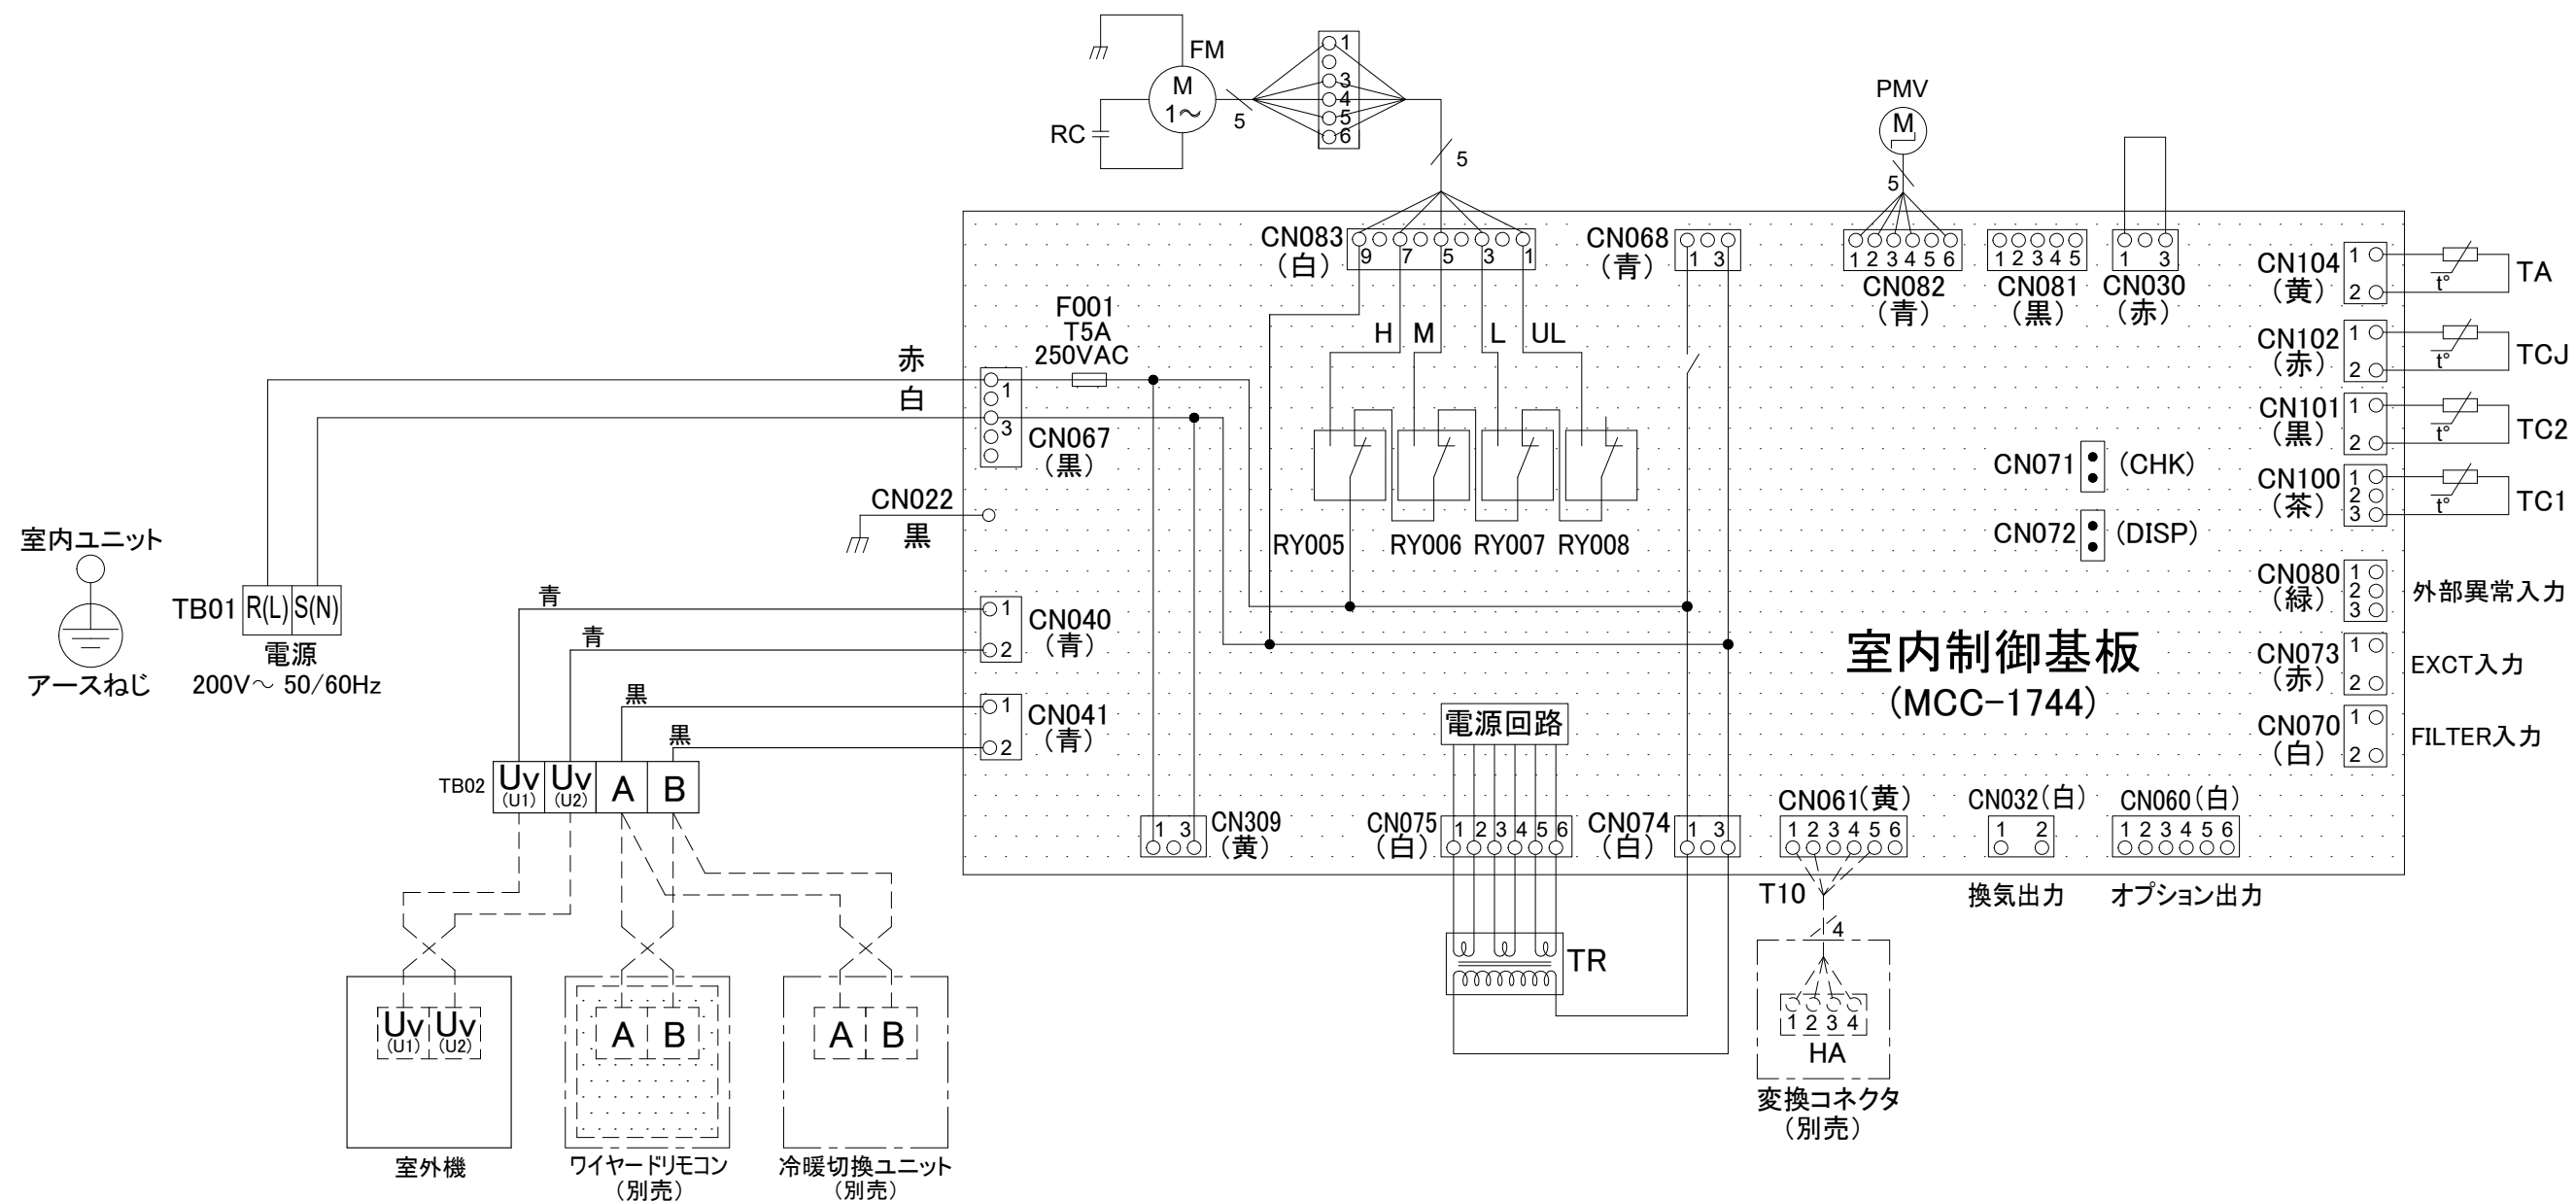 FM
M
1～
RC
5
1
3
4
5
6
5
PMV
M
5
CN083
(白)
9 7 5 3 1
CN068
(青)
1 3
1 2 3 4 5 6
CN082
(青)
1 2 3 4 5
CN081
(黒)
1 3
CN030
(赤)
CN104
(黄)
1
2
t°
TA
CN102
(赤)
1
2
t°
TCJ
CN101
(黒)
1
2
t°
TC2
CN100
(茶)
1
2
3
t°
TC1
F001
T5A
250VAC
H M L UL
赤
白
1
3
CN067
(黒)
CN022
黒
RY005 RY006 RY007 RY008
CN071 (CHK)
CN072 (DISP)
室内ユニット
アースねじ
TB01 R(L) S(N)
電源
200V～ 50/60Hz
青
青
黒
黒
1
2
CN040
(青)
1
2
CN041
(青)
CN080
(緑)
1
2
3
外部異常入力
CN073
(赤)
1
2
EXCT入力
CN070
(白)
1
2
FILTER入力
室内制御基板
(MCC-1744)
電源回路
TB02
Uv
(U1)
Uv
(U2)
A B
1 3
CN309
(黄)
CN075
(白)
1 2 3 4 5 6
CN074
(白)
1 3
CN061(黄)
1 2 3 4 5 6
CN032(白)
1 2
CN060(白)
1 2 3 4 5 6
T10
換気出力
オプション出力
4
TR
1 2 3 4
HA
変換コネクタ
(別売)
Uv
(U1)
Uv
(U2)
A B
A B
室外機
ワイヤードリモコン
(別売)
冷暖切換ユニット
(別売)